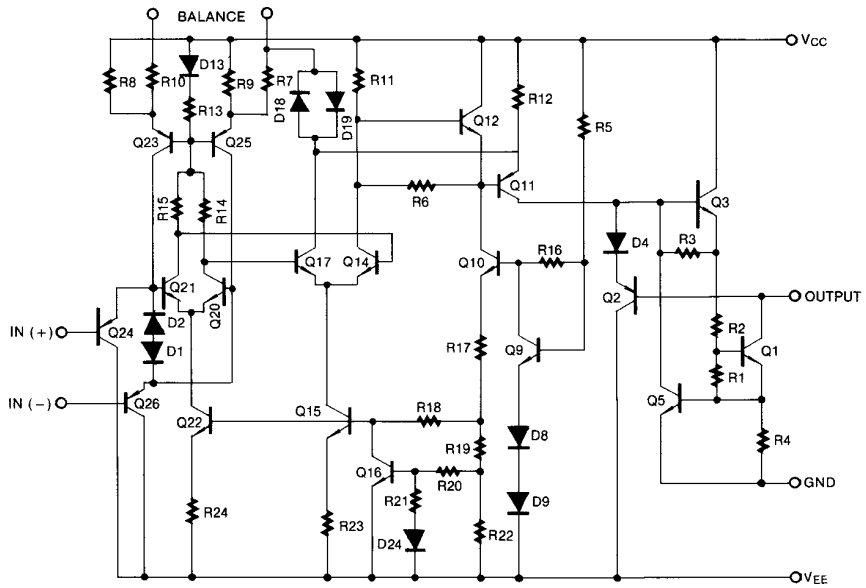 BALANCE
VCC
R8
R10
D13
R9
R7
R11
R13
D18
D19
R12
R5
Q12
Q23
Q25
R6
Q11
Q3
R15
R14
D4
R3
Q17
Q14
Q10
R16
Q21
Q20
Q2
OUTPUT
D2
IN (+)
Q24
D1
R17
Q9
R2
Q1
R1
IN (-)
Q26
Q22
Q15
R18
Q5
R19
D8
R4
Q16
R20
R21
GND
R24
R23
D24
R22
D9
VEE